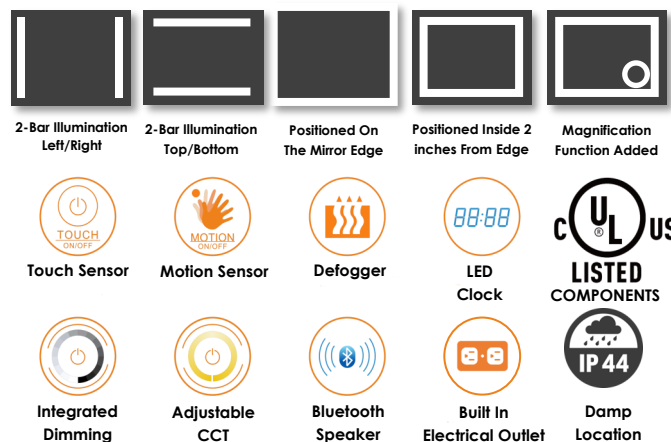 2-Bar Illumination
Left/Right
2-Bar Illumination
Top/Bottom
Positioned On
The Mirror Edge
Positioned Inside 2
inches From Edge
Magnification
Function Added
TOUCH
ON/OFF
Touch Sensor
MOTION
ON/OFF
Motion Sensor
Defogger
88:88
LED
Clock
C UL US
®
LISTED
COMPONENTS
Integrated
Dimming
Adjustable
CCT
Bluetooth
Speaker
Built In
Electrical Outlet
IP 44
Damp
Location